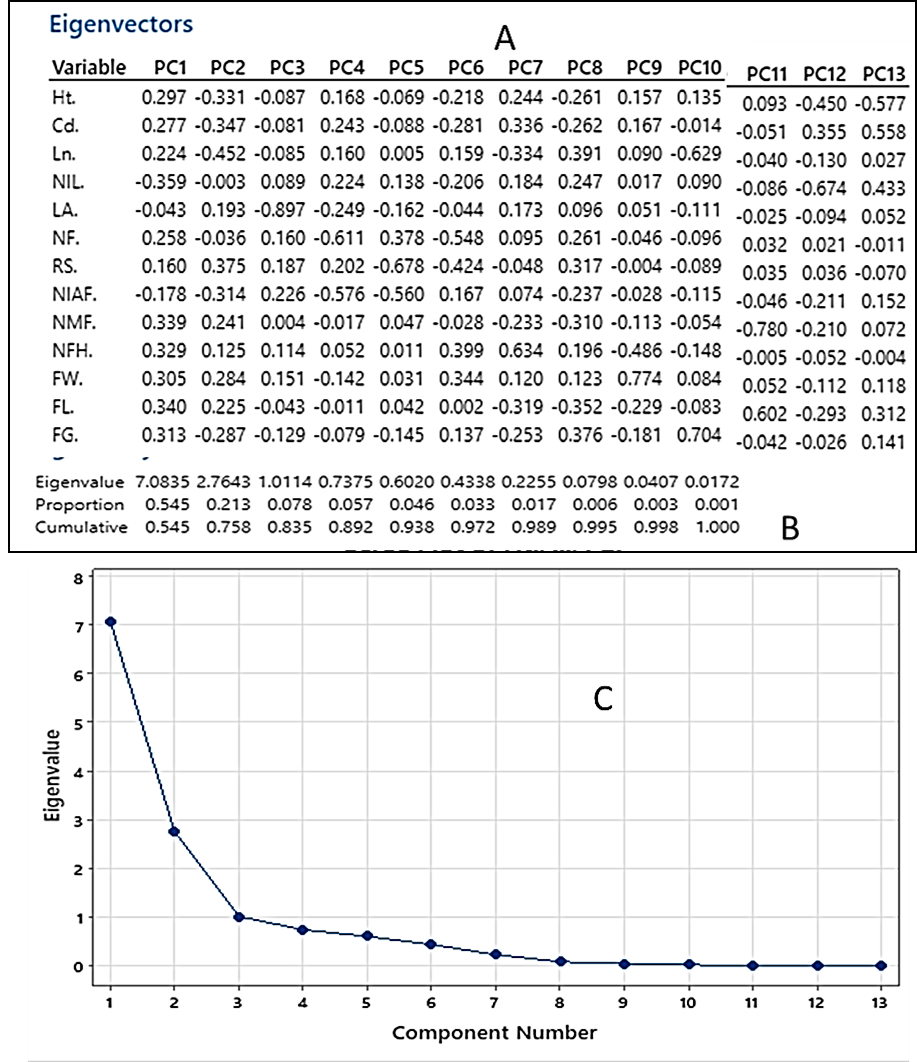 Eigenvectors
A
Variable PC1 PC2 PC3 PC4 PC5 PC6 PC7 PC8 PC9 PC10 PC11 PC12 PC13
Ht. 0.297 -0.331 -0.087 0.168 -0.069 -0.218 0.244 -0.261 0.157 0.135 0.093 -0.450 -0.577
Cd. 0.277 -0.347 -0.081 0.243 -0.088 -0.281 0.336 -0.262 0.167 -0.014 -0.051 0.355 0.558
Ln. 0.224 -0.452 -0.085 0.160 0.005 0.159 -0.334 0.391 0.090 -0.629 -0.040 -0.130 0.027
NIL. -0.359 -0.003 0.089 0.224 0.138 -0.206 0.184 0.247 0.017 0.090 -0.086 -0.674 0.433
LA. -0.043 0.193 -0.897 -0.249 -0.162 -0.044 0.173 0.096 0.051 -0.111 -0.025 -0.094 0.052
NF. 0.258 -0.036 0.160 -0.611 0.378 -0.548 0.095 0.261 -0.046 -0.096 0.032 0.021 -0.011
RS. 0.160 0.375 0.187 0.202 -0.678 -0.424 -0.048 0.317 -0.004 -0.089 0.035 0.036 -0.070
NIAF. -0.178 -0.314 0.226 -0.576 -0.560 0.167 0.074 -0.237 -0.028 -0.115 -0.046 -0.211 0.152
NMF. 0.339 0.241 0.004 -0.017 0.047 -0.028 -0.233 -0.310 -0.113 -0.054 -0.780 -0.210 0.072
NFH. 0.329 0.125 0.114 0.052 0.011 0.399 0.634 0.196 -0.486 -0.148 -0.005 -0.052 -0.004
FW. 0.305 0.284 0.151 -0.142 0.031 0.344 0.120 0.123 0.774 0.084 0.052 -0.112 0.118
FL. 0.340 0.225 -0.043 -0.011 0.042 0.002 -0.319 -0.352 -0.229 -0.083 0.602 -0.293 0.312
FG. 0.313 -0.287 -0.129 -0.079 -0.145 0.137 -0.253 0.376 -0.181 0.704 -0.042 -0.026 0.141
Eigenvalue 7.0835 2.7643 1.0114 0.7375 0.6020 0.4338 0.2255 0.0798 0.0407 0.0172
Proportion 0.545 0.213 0.078 0.057 0.046 0.033 0.017 0.006 0.003 0.001
Cumulative 0.545 0.758 0.835 0.892 0.938 0.972 0.989 0.995 0.998 1.000
B
8
7
6
5
4
3
2
1
0
Eigenvalue
C
1 2 3 4 5 6 7 8 9 10 11 12 13
Component Number